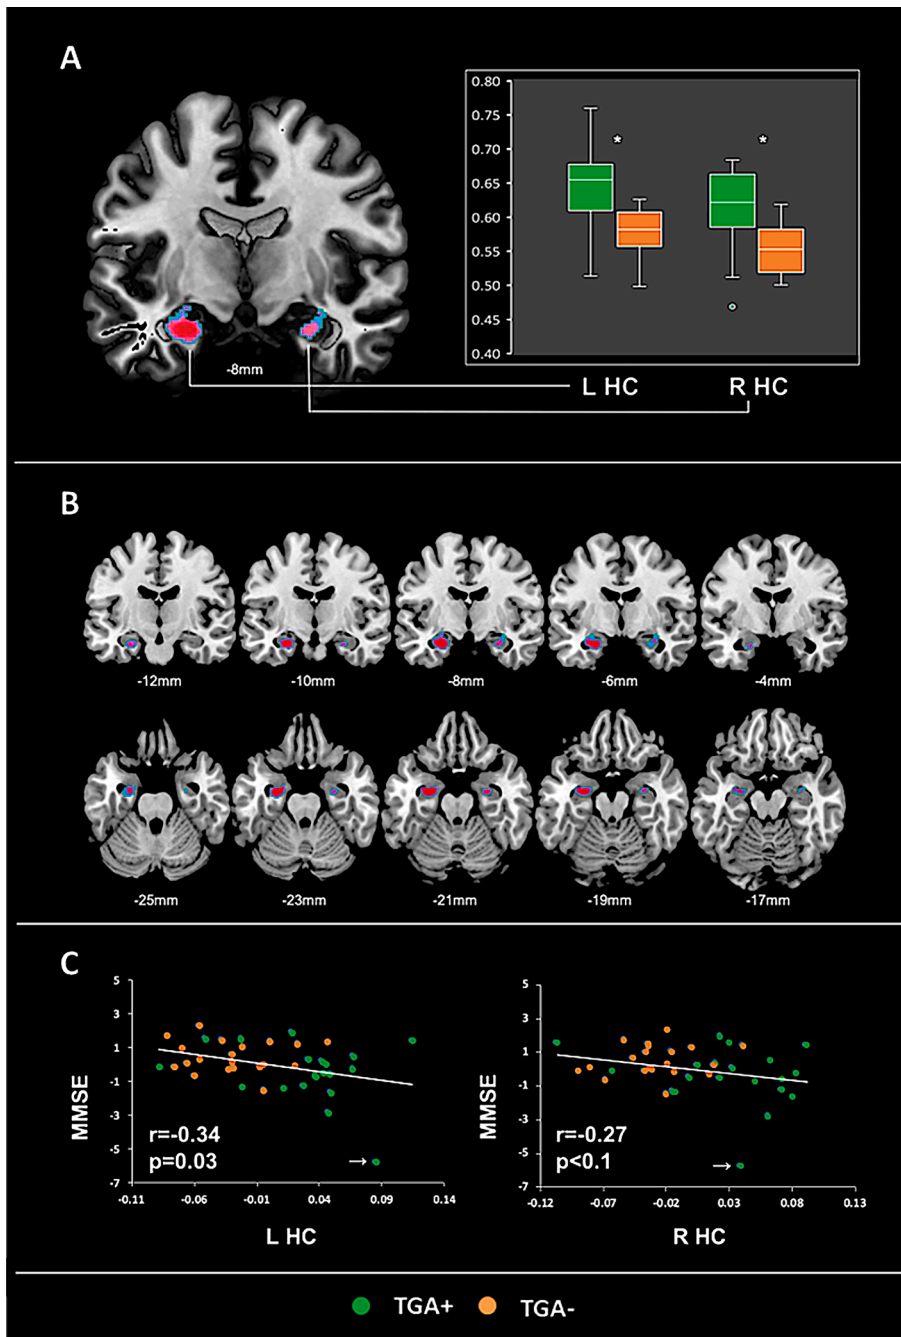 A
0.80
0.75
0.70
0.65
0.60
0.55
0.50
0.45
0.40
*
*
-8mm
L HC
R HC
B
-12mm
-10mm
-8mm
-6mm
-4mm
-25mm
-23mm
-21mm
-19mm
-17mm
C
5
3
1
-1
-3
-5
-7
MMSE
r=-0.34
p=0.03
→
-0.11
-0.06
-0.01
0.04
0.09
0.14
L HC
5
3
1
-1
-3
-5
-7
MMSE
r=-0.27
p<0.1
→
-0.12
-0.07
-0.02
0.03
0.08
0.13
R HC
TGA+
TGA-